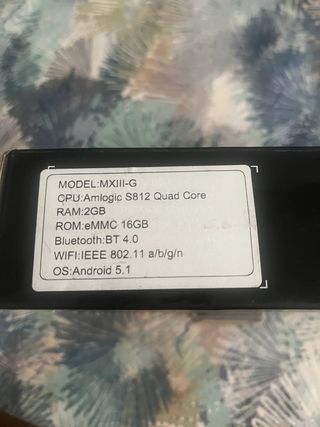 MODEL:MXIII-G
CPU:Amlogic S812 Quad Core
RAM:2GB
ROM:eMMC 16GB
Bluetooth:BT 4.0
WIFI:IEEE 802.11 a/b/g/n
OS:Android 5.1